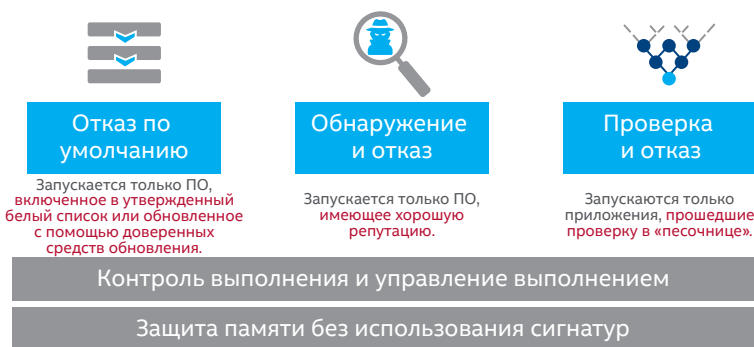 Отказ по
умолчанию
Запускается только ПО,
включенное в утвержденный
белый список или обновленное
с помощью доверенных
средств обновления.
Обнаружение
и отказ
Запускается только ПО,
имеющее хорошую
репутацию.
Проверка
и отказ
Запускаются только
приложения, прошедшие
проверку в «песочнице».
Контроль выполнения и управление выполнением
Защита памяти без использования сигнатур